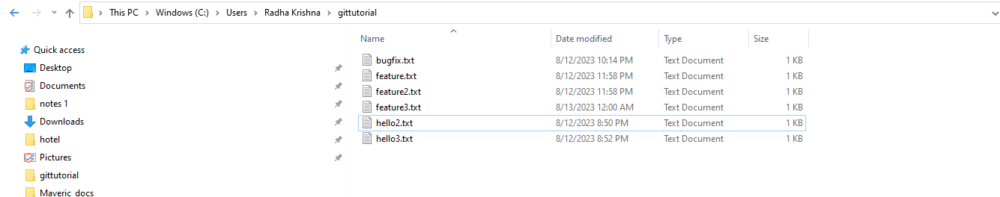 This PC > Windows (C:) > Users > Radha Krishna > gittutorial
Quick access
Desktop
Documents
notes 1
Downloads
hotel
Pictures
gittutorial
Maveric docs
Name Date modified Type Size
bugfix.txt 8/12/2023 10:14 PM Text Document 1 KB
feature.txt 8/12/2023 11:58 PM Text Document 1 KB
feature2.txt 8/12/2023 11:58 PM Text Document 1 KB
feature3.txt 8/13/2023 12:00 AM Text Document 1 KB
hello2.txt 8/12/2023 8:50 PM Text Document 1 KB
hello3.txt 8/12/2023 8:52 PM Text Document 1 KB